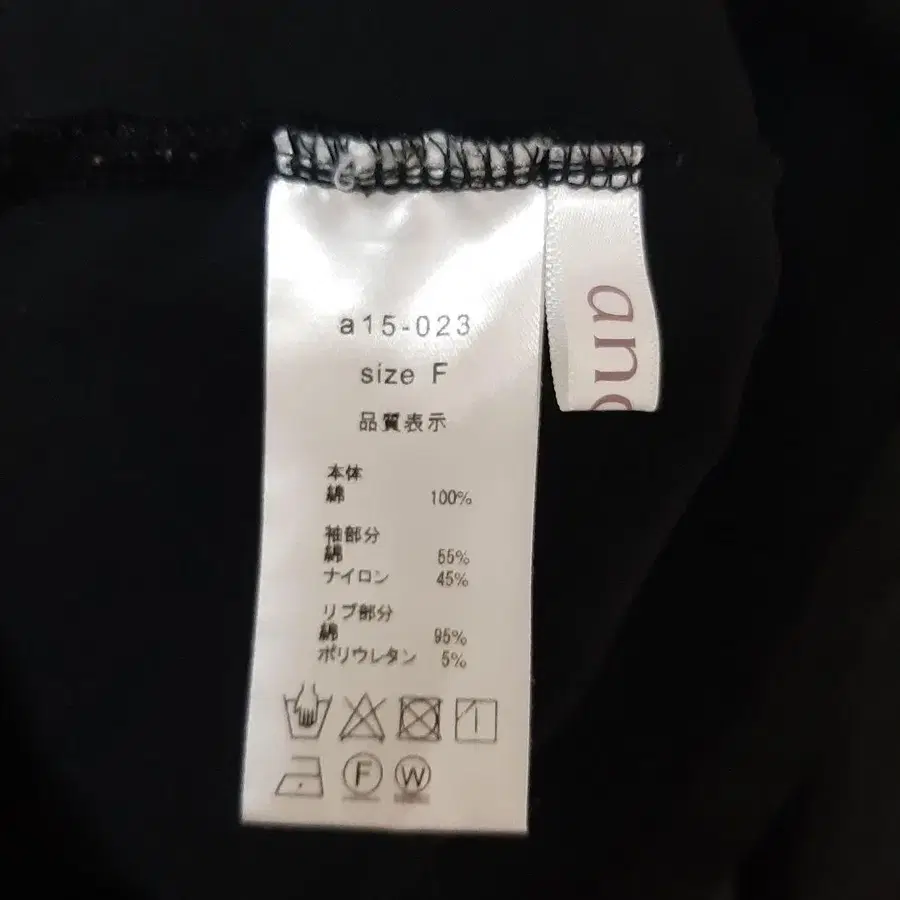 a15-023
size F
品質表示
本体
綿 100%
袖部分
綿 55%
ナイロン 45%
リブ部分
綿 95%
ポリウレタン 5%
F W
an